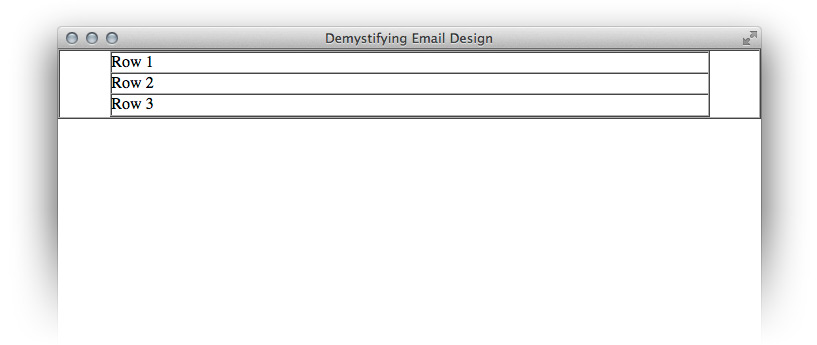 Demystifying Email Design
Row 1
Row 2
Row 3